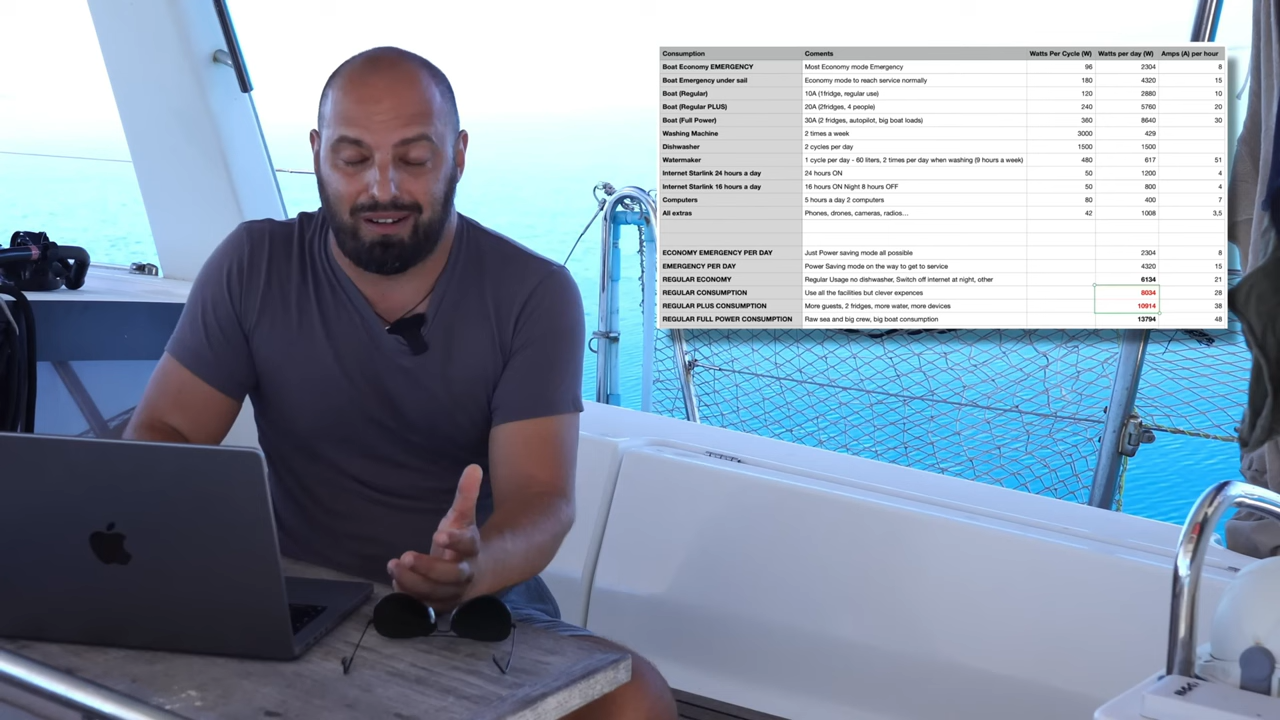 Consumption Coments Watts Per Cycle (W) Watts per day (W) Amps (A) per hour
Boat Economy EMERGENCY Most Economy mode Emergency 96 2304 8
Boat Emergency under sail Economy mode to reach service normally 180 4320 15
Boat (Regular) 10A (1fridge, regular use) 120 2880 10
Boat (Regular PLUS) 20A (2fridges, 4 people) 240 5760 20
Boat (Full Power) 30A (2 fridges, autopilot, big boat loads) 360 8640 30
Washing Machine 2 times a week 3000 429
Dishwasher 2 cycles per day 1500 1500
Watermaker 1 cycle per day - 60 liters, 2 times per day when washing (9 hours a week) 480 617 51
Internet Starlink 24 hours a day 24 hours ON 50 1200 4
Internet Starlink 16 hours a day 16 hours ON Night 8 hours OFF 50 800 4
Computers 5 hours a day 2 computers 80 400 7
All extras Phones, drones, cameras, radios... 42 1008 3,5
ECONOMY EMERGENCY PER DAY Just Power saving mode all possible 2304 8
EMERGENCY PER DAY Power Saving mode on the way to get to service 4320 15
REGULAR ECONOMY Regular Usage no dishwasher, Switch off internet at night, other 6134 21
REGULAR CONSUMPTION Use all the facilities but clever expences 8034 28
REGULAR PLUS CONSUMPTION More guests, 2 fridges, more water, more devices 10914 38
REGULAR FULL POWER CONSUMPTION Raw sea and big crew, big boat consumption 13794 48